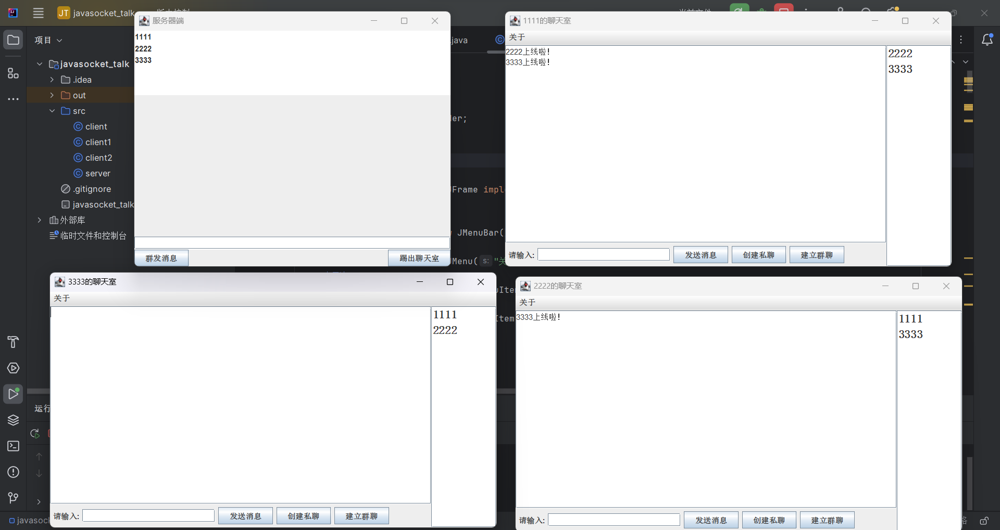 JT javasocket_talk
项目
javasocket_talk
.idea
out
src
client
client1
client2
server
.gitignore
javasocket_talk
外部库
临时文件和控制台
运行
javasock
服务器端
1111
2222
3333
群发消息
踢出聊天室
.java
er;
Frame impl
JMenuBar(
Menu( s: "关
Item
1111的聊天室
关于
2222上线啦!
3333上线啦!
2222
3333
请输入:
发送消息
创建私聊
建立群聊
3333的聊天室
关于
1111
2222
请输入:
发送消息
创建私聊
建立群聊
2222的聊天室
关于
3333上线啦!
1111
3333
请输入:
发送消息
创建私聊
建立群聊